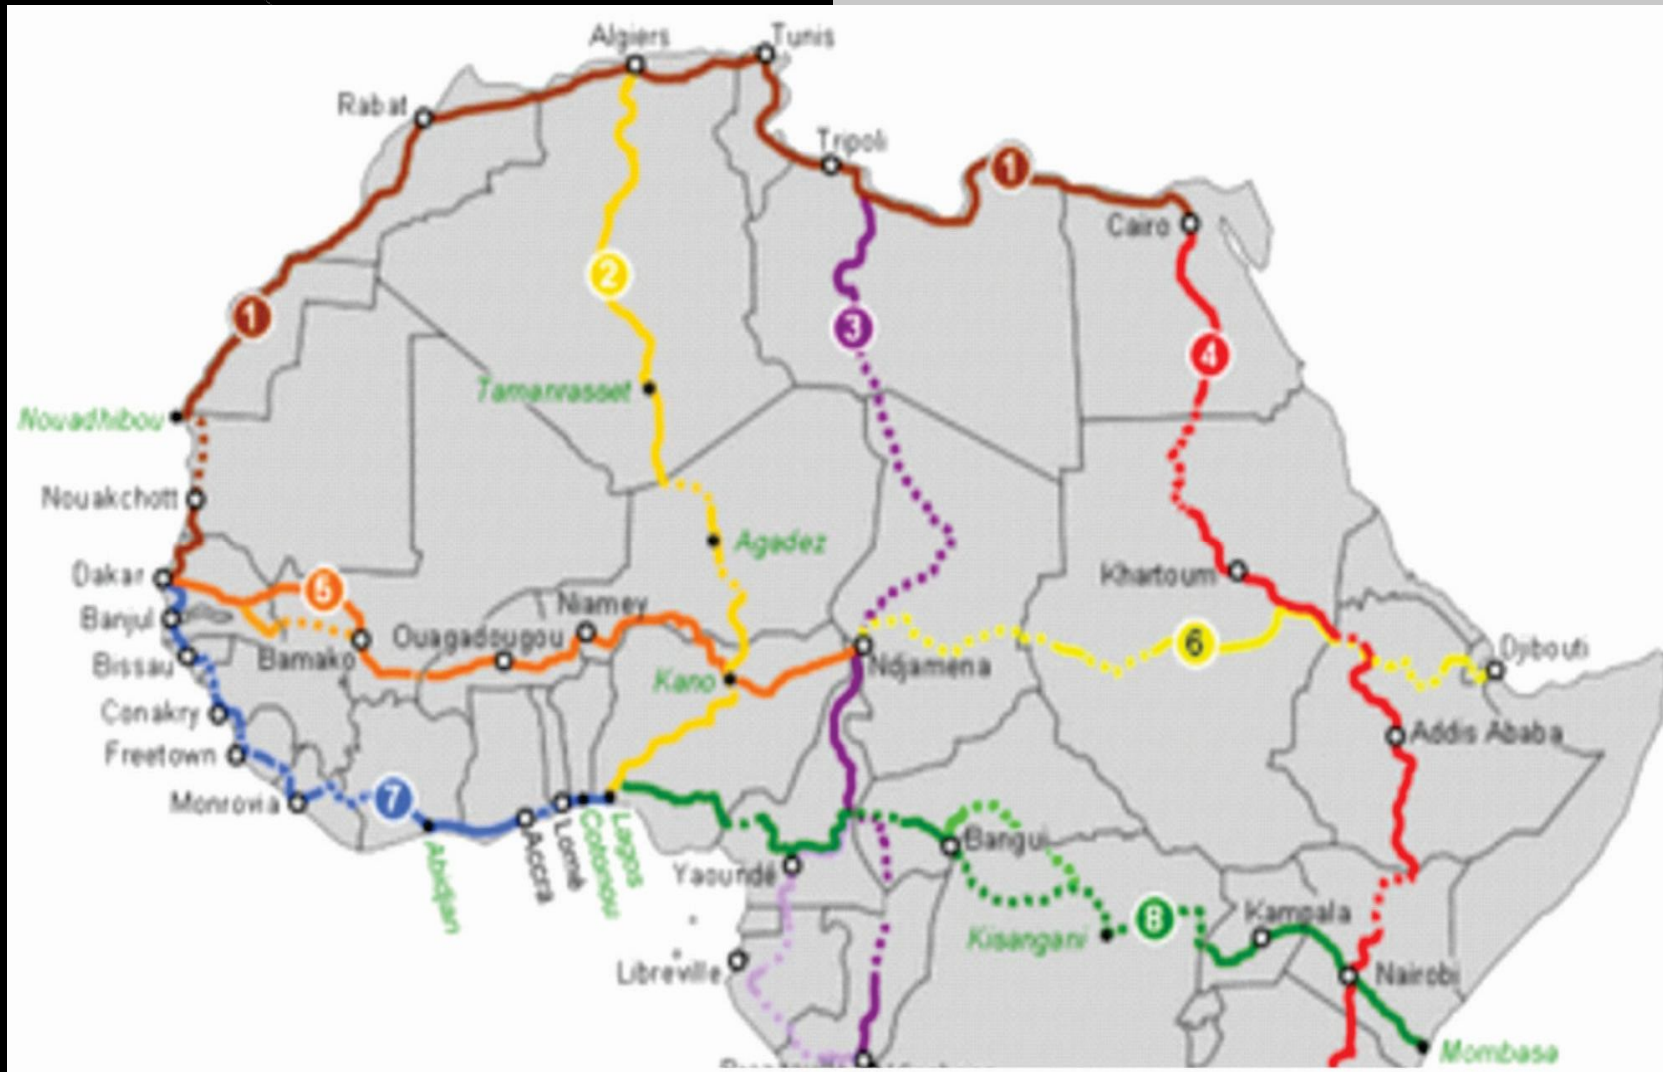 Algiers
Tunis
Rabat
Tripoli
1
Cairo
2
1
3
4
Tamanrasset
Nouadhibou
Nouakchott
Agadez
Khartoum
Dakar
5
Niamey
Banjul
Ouagadougou
6
Djibouti
Bissau
Bamako
Kano
Ndjamena
Conakry
Addis Ababa
Freetown
Monrovia
7
Abidjan
Accra
Lomé
Cotonou
Lagos
Bangui
Yaoundé
8
Kampala
Kisangani
Libreville
Nairobi
Mombasa